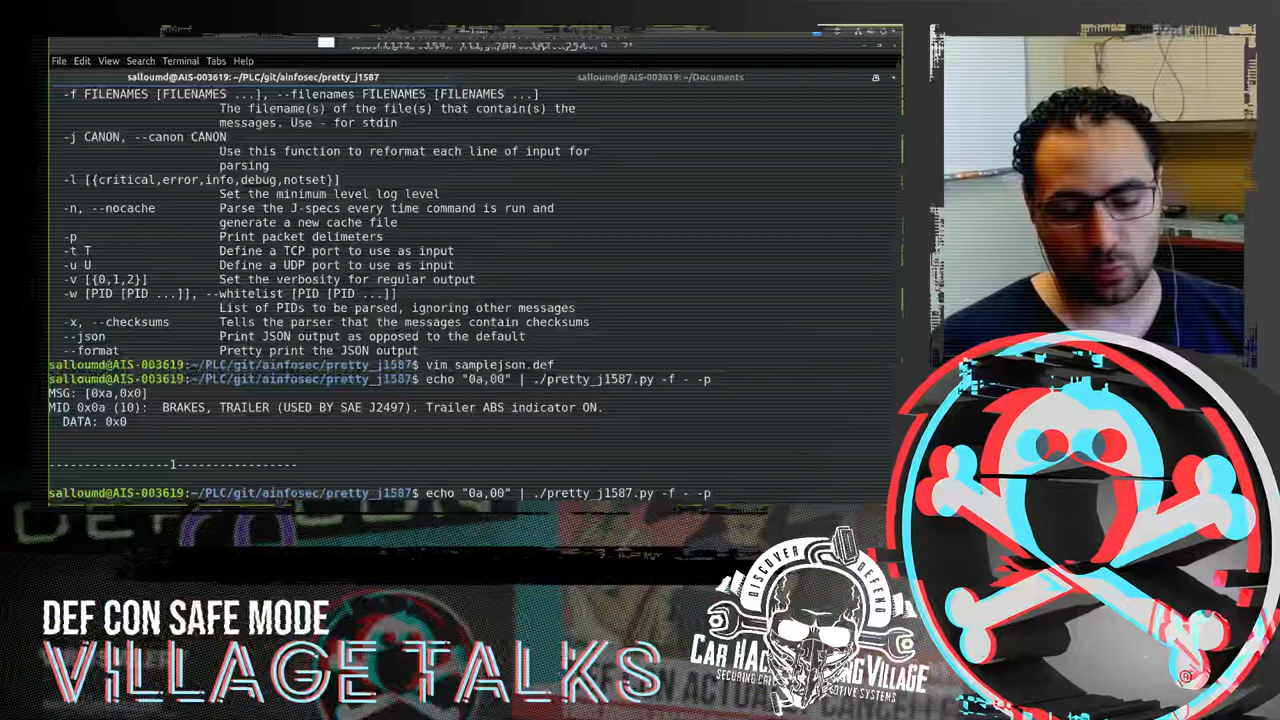 File Edit View Search Terminal Tabs Help
salloumd@AIS-003619:~/PLC/git/ainfosec/pretty_j1587
salloumd@AIS-003619:~/Documents
-f FILENAMES [FILENAMES ...], --filenames FILENAMES [FILENAMES ...]
The filename(s) of the file(s) that contain(s) the
messages. Use - for stdin
-j CANON, --canon CANON
Use this function to reformat each line of input for
parsing
-l [{critical,error,info,debug,notset}]
Set the minimum level log level
-n, --nocache Parse the J-specs every time command is run and
generate a new cache file
-p Print packet delimeters
-t T Define a TCP port to use as input
-u U Define a UDP port to use as input
-v [{0,1,2}] Set the verbosity for regular output
-w [PID [PID ...]], --whitelist [PID [PID ...]]
List of PIDs to be parsed, ignoring other messages
-x, --checksums Tells the parser that the messages contain checksums
--json Print JSON output as opposed to the default
--format Pretty print the JSON output
salloumd@AIS-003619:~/PLC/git/ainfosec/pretty_j1587$ vim samplejson.def
salloumd@AIS-003619:~/PLC/git/ainfosec/pretty_j1587$ echo "0a,00" | ./pretty_j1587.py -f - -p
MSG: [0xa,0x0]
MID 0x0a (10): BRAKES, TRAILER (USED BY SAE J2497). Trailer ABS indicator ON.
DATA: 0x0
-----------------1-----------------
salloumd@AIS-003619:~/PLC/git/ainfosec/pretty_j1587$ echo "0a,00" | ./pretty_j1587.py -f - -p
DEF CON SAFE MODE
VILLAGE TALKS
DISCOVER
DEFEND
CAR HACKING VILLAGE